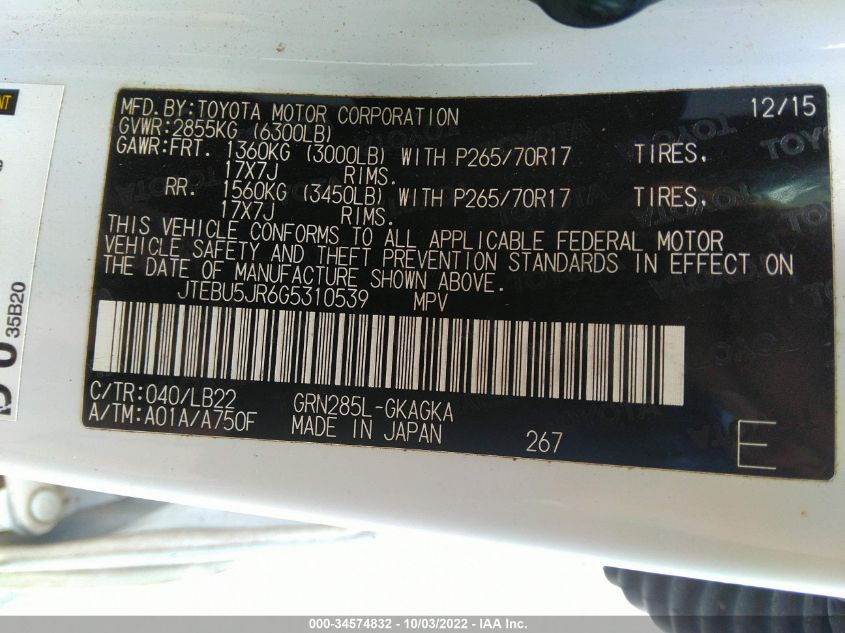 MFD. BY: TOYOTA MOTOR CORPORATION 12/15
GVWR: 2855KG (6300LB)
GAWR: FRT. 1360KG (3000LB) WITH P265/70R17 TIRES,
17X7J RIMS.
RR. 1560KG (3450LB) WITH P265/70R17 TIRES,
17X7J RIMS.
THIS VEHICLE CONFORMS TO ALL APPLICABLE FEDERAL MOTOR
VEHICLE SAFETY AND THEFT PREVENTION STANDARDS IN EFFECT ON
THE DATE OF MANUFACTURE SHOWN ABOVE.
JTEBU5JR6G5310539 MPV
C/TR: 040/LB22 GRN285L-GKAGKA
A/TM: A01A/A750F MADE IN JAPAN 267 E
35B20
000-34574832 - 10/03/2022 - IAA Inc.